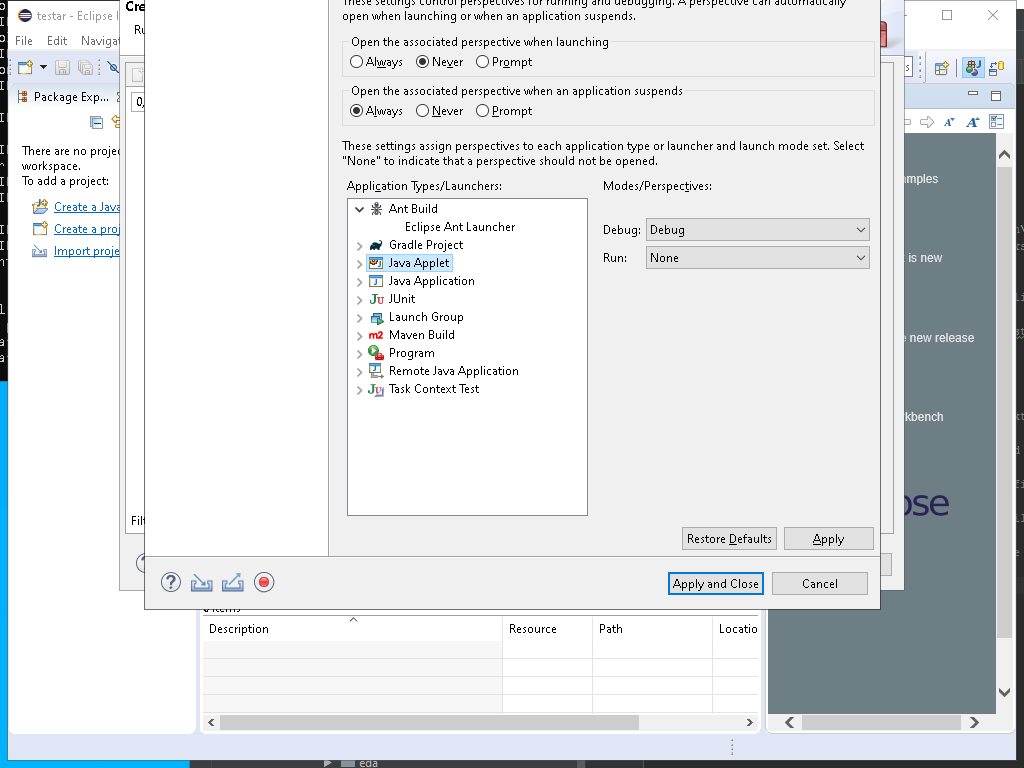 testar - Eclipse
File Edit Navigat
Package Exp...
There are no proje
workspace.
To add a project:
Create a Java
Create a proj
Import proje
Cre
Ru
Filt
These settings control perspectives for running and debugging. A perspective can automatically
open when launching or when an application suspends.
Open the associated perspective when launching
Always Never Prompt
Open the associated perspective when an application suspends
Always Never Prompt
These settings assign perspectives to each application type or launcher and launch mode set. Select
"None" to indicate that a perspective should not be opened.
Application Types/Launchers:
Ant Build
Eclipse Ant Launcher
Gradle Project
Java Applet
Java Application
JUnit
Launch Group
Maven Build
Program
Remote Java Application
Task Context Test
Modes/Perspectives:
Debug: Debug
Run: None
Restore Defaults Apply
Apply and Close Cancel
amples
t is new
e new release
rkbench
ose
0 items
Description Resource Path Locatio
eda